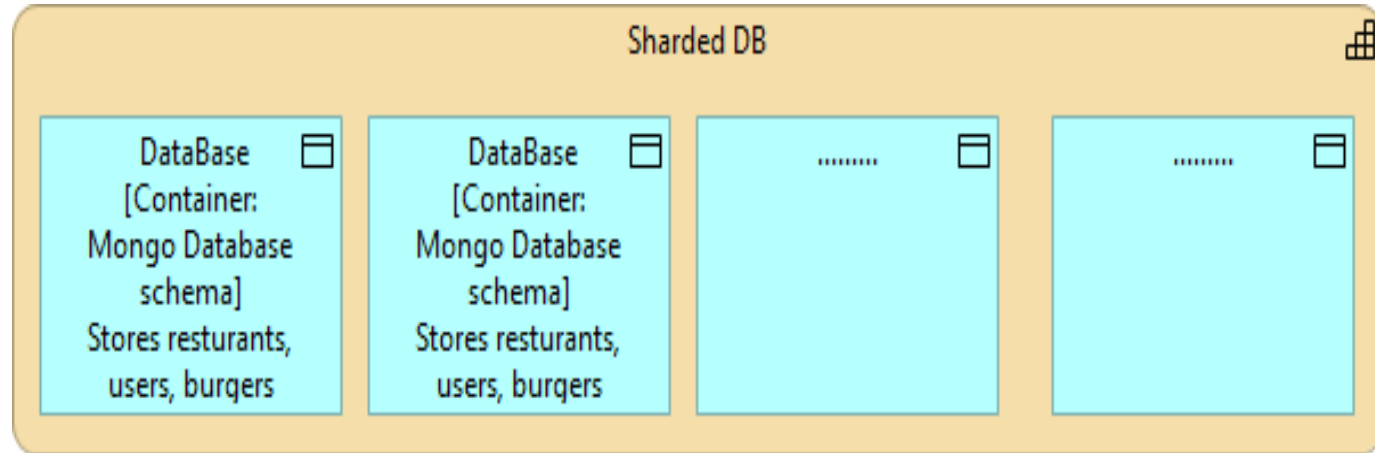 Sharded DB
DataBase
[Container:
Mongo Database
schema]
Stores resturants,
users, burgers
DataBase
[Container:
Mongo Database
schema]
Stores resturants,
users, burgers
.........
.........